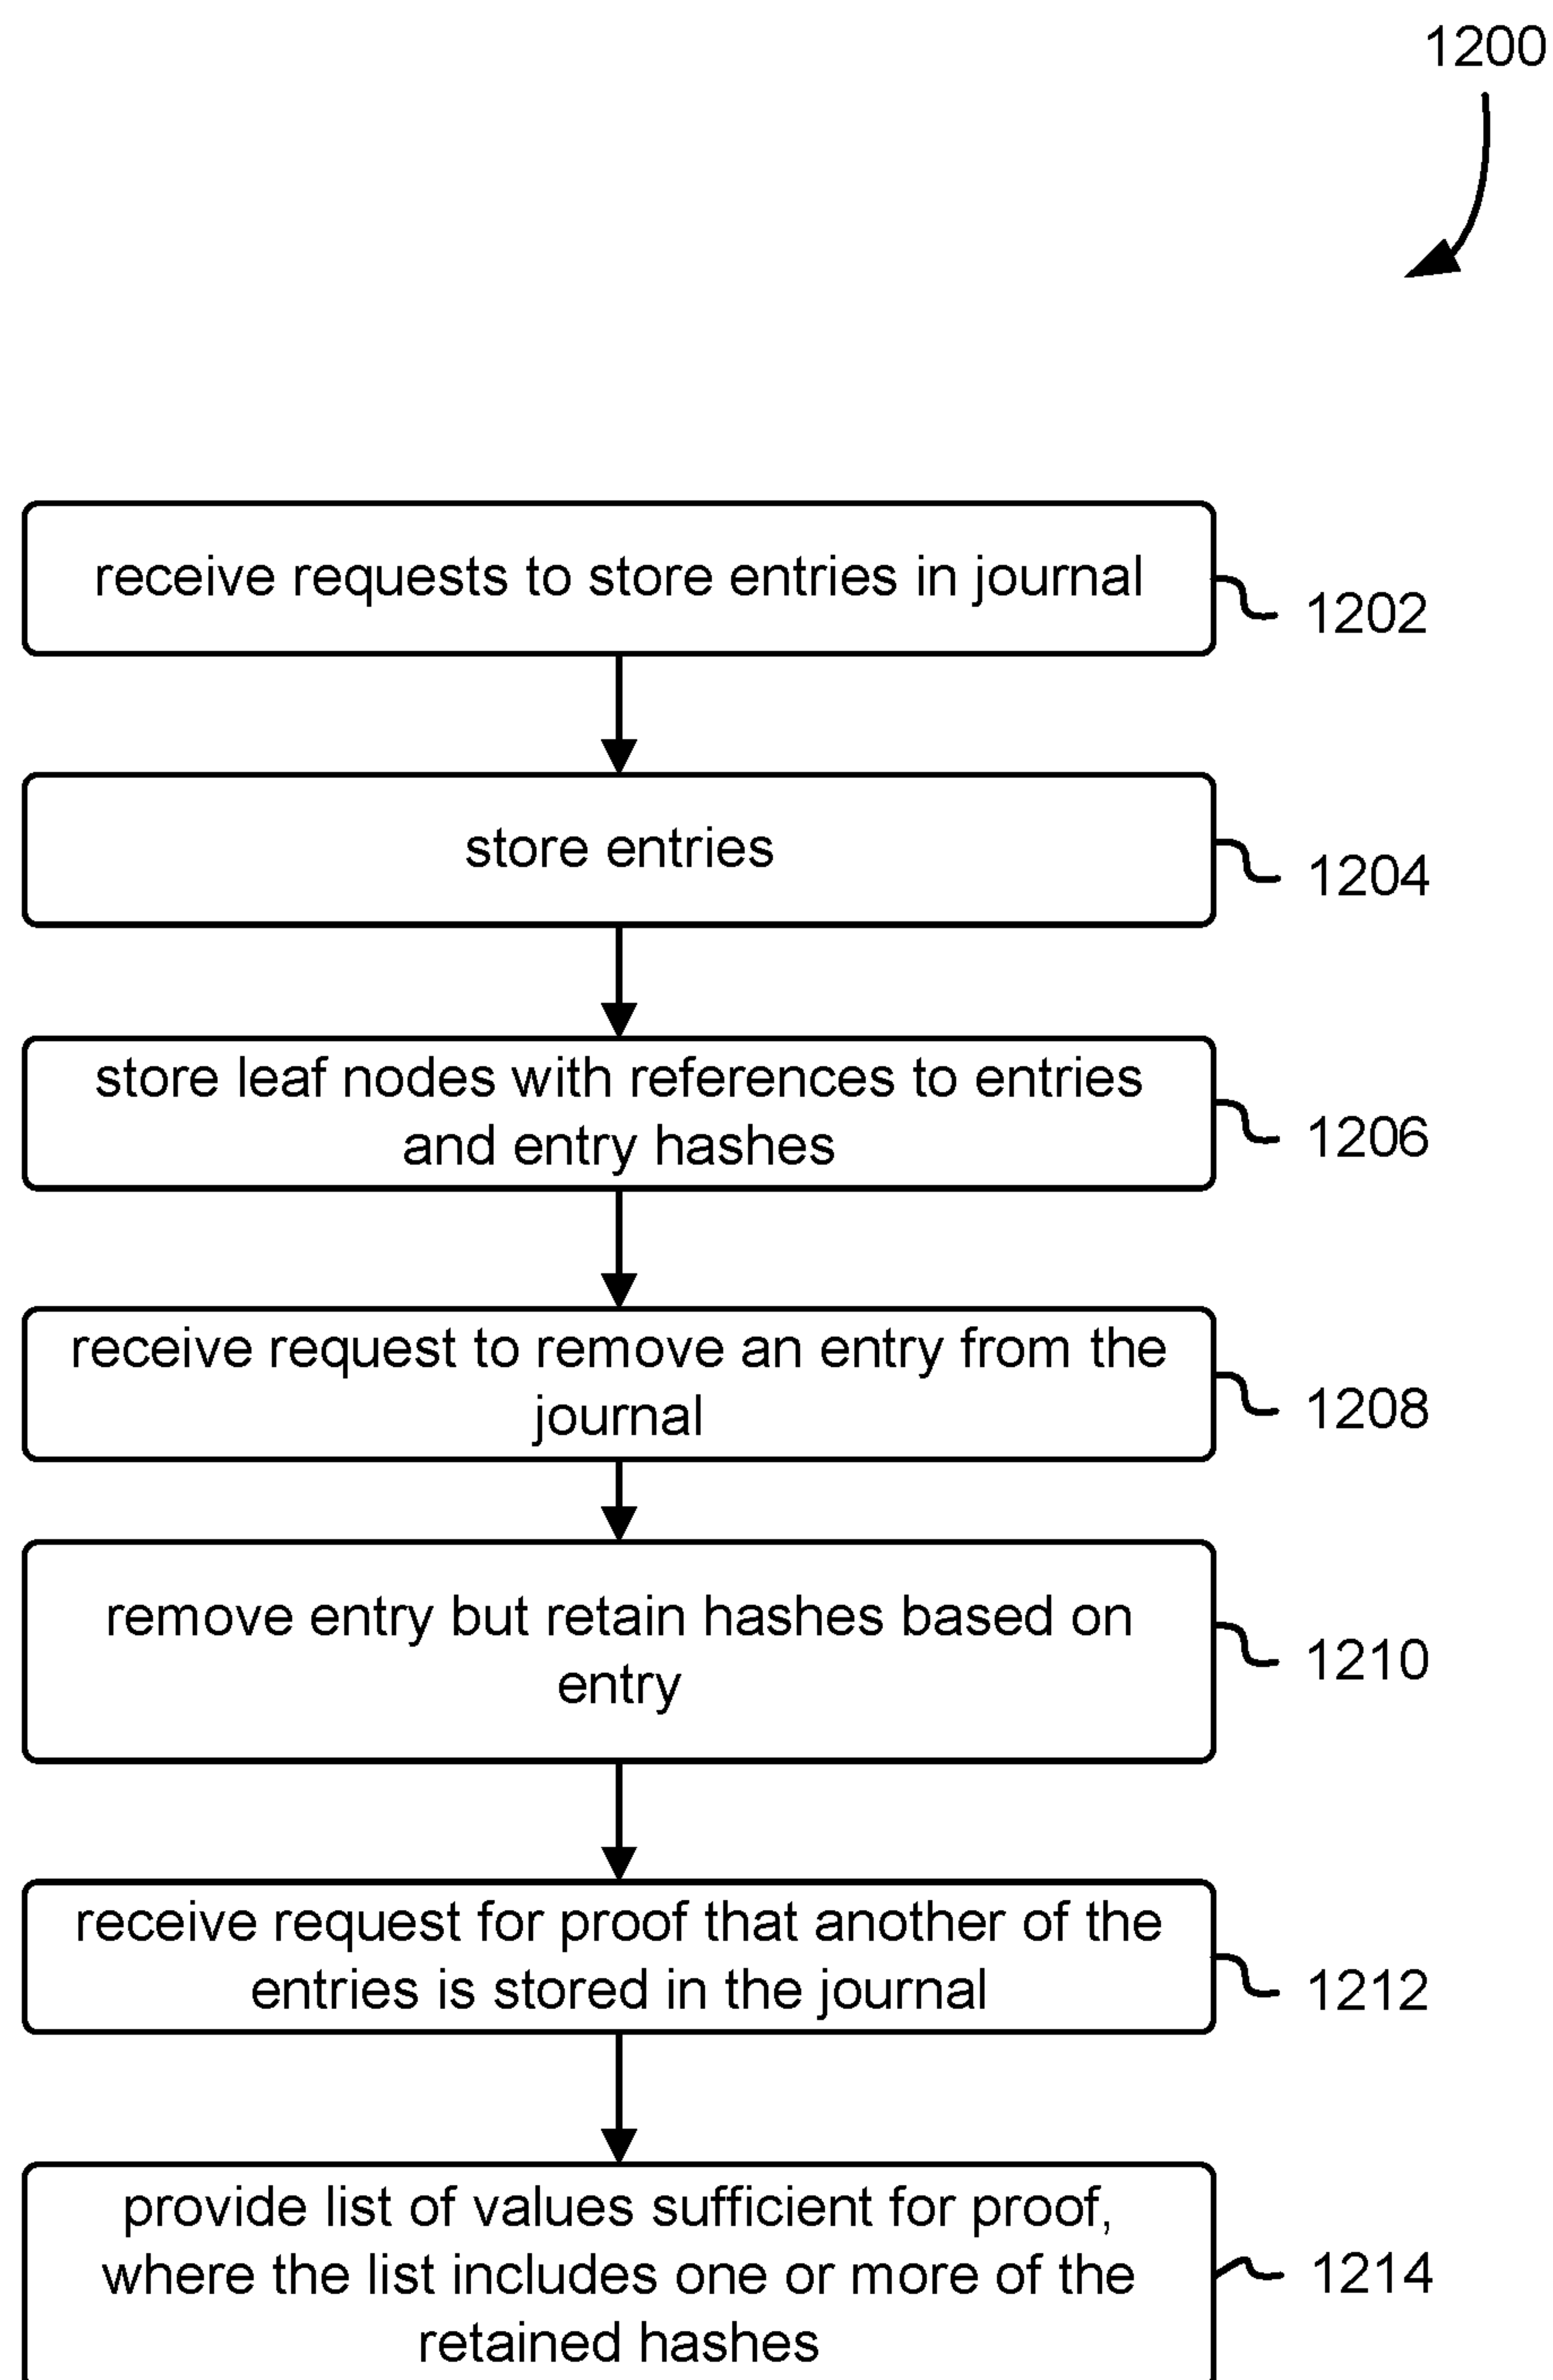 1200
receive requests to store entries in journal
1202
store entries
1204
store leaf nodes with references to entries
and entry hashes
1206
receive request to remove an entry from the
journal
1208
remove entry but retain hashes based on
entry
1210
receive request for proof that another of the
entries is stored in the journal
1212
provide list of values sufficient for proof,
where the list includes one or more of the
retained hashes
1214